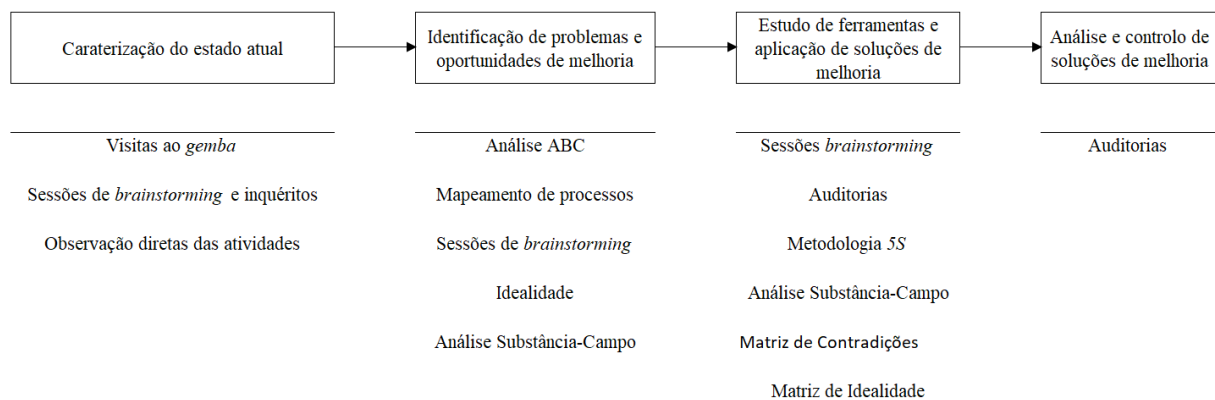 Caraterização do estado atual
Identificação de problemas e
oportunidades de melhoria
Estudo de ferramentas e
aplicação de soluções de
melhoria
Análise e controlo de
soluções de melhoria
Visitas ao gemba
Sessões de brainstorming e inquéritos
Observação diretas das atividades
Análise ABC
Mapeamento de processos
Sessões de brainstorming
Idealidade
Análise Substância-Campo
Sessões brainstorming
Auditorias
Metodologia 5S
Análise Substância-Campo
Matriz de Contradições
Matriz de Idealidade
Auditorias